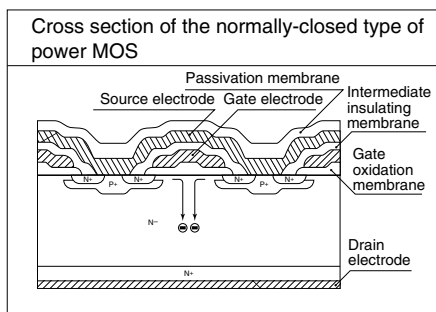 Cross section of the normally-closed type of
power MOS
Passivation membrane
Source electrode
Gate electrode
Intermediate
insulating
membrane
Gate
oxidation
membrane
N+
N+
N+
N+
P+
P+
N−
N+
Drain
electrode